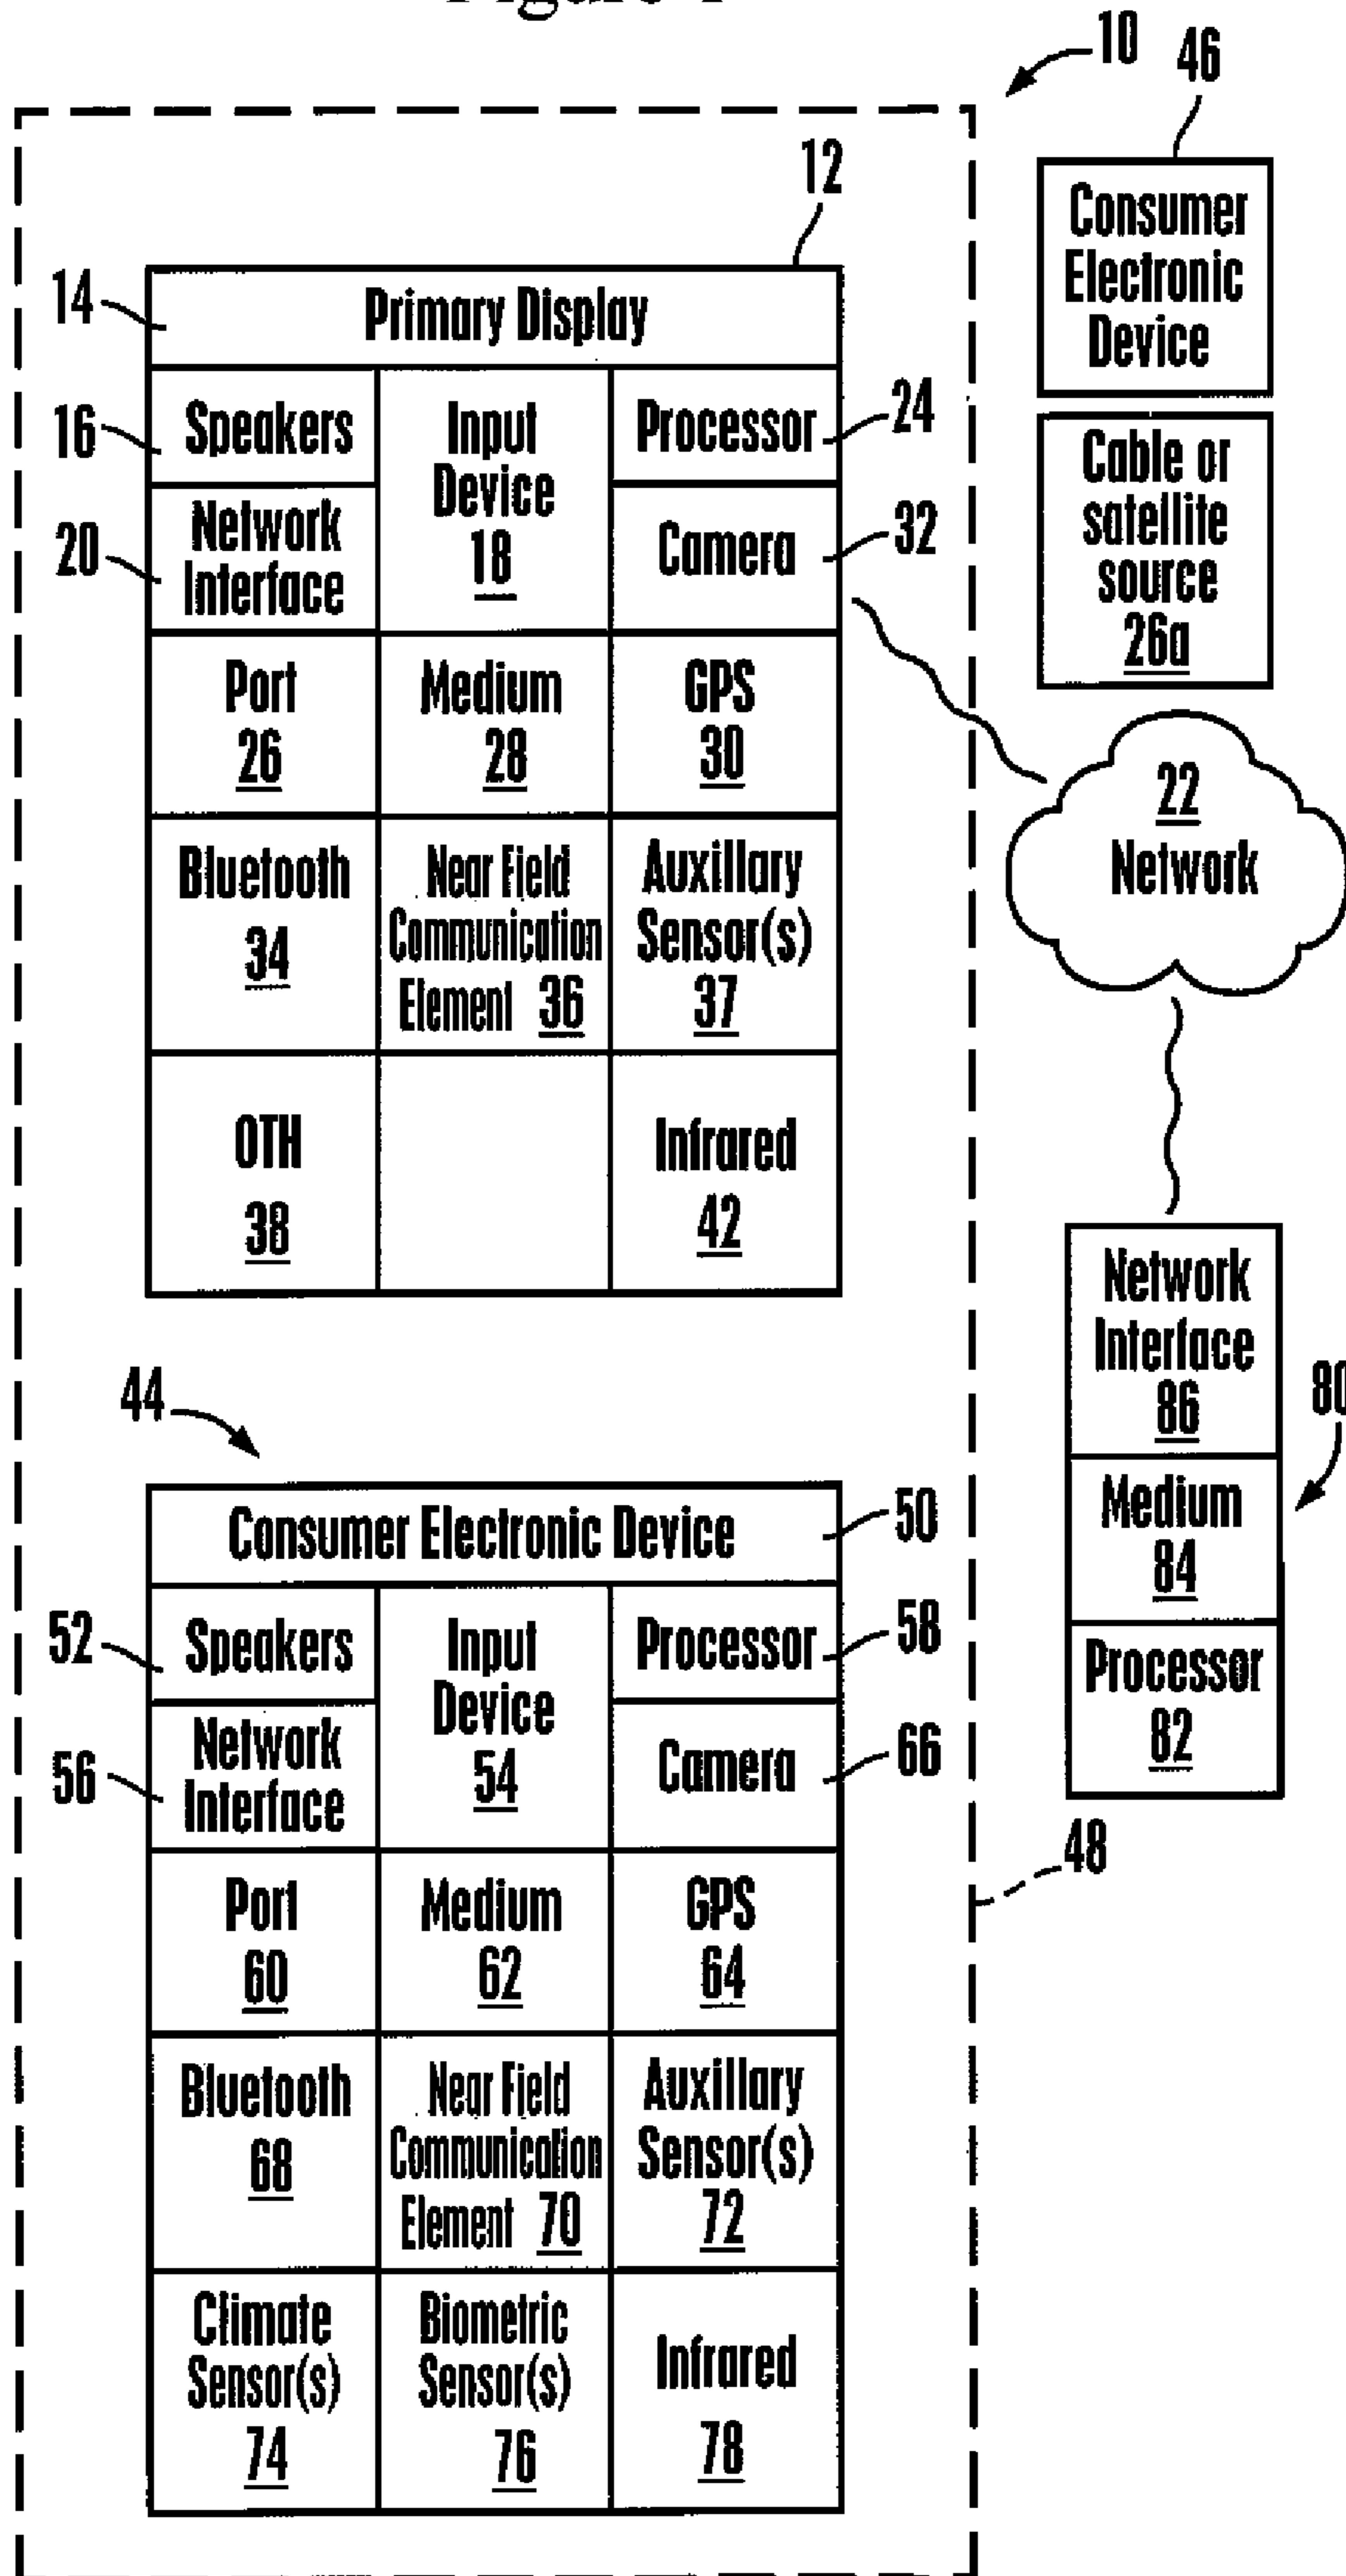 10
46
12
Consumer
Electronic
Device
14
Primary Display
16
Speakers
Input
Device
18
Processor
24
Cable or
satellite
source
26a
20
Network
Interface
Camera
32
Port
26
Medium
28
GPS
30
22
Network
Bluetooth
34
Near Field
Communication
Element 36
Auxillary
Sensor(s)
37
OTH
38
Infrared
42
Network
Interface
86
80
Medium
84
Processor
82
44
Consumer Electronic Device
50
52
Speakers
Input
Device
54
Processor
58
56
Network
Interface
Camera
66
48
Port
60
Medium
62
GPS
64
Bluetooth
68
Near Field
Communication
Element 70
Auxillary
Sensor(s)
72
Climate
Sensor(s)
74
Biometric
Sensor(s)
76
Infrared
78